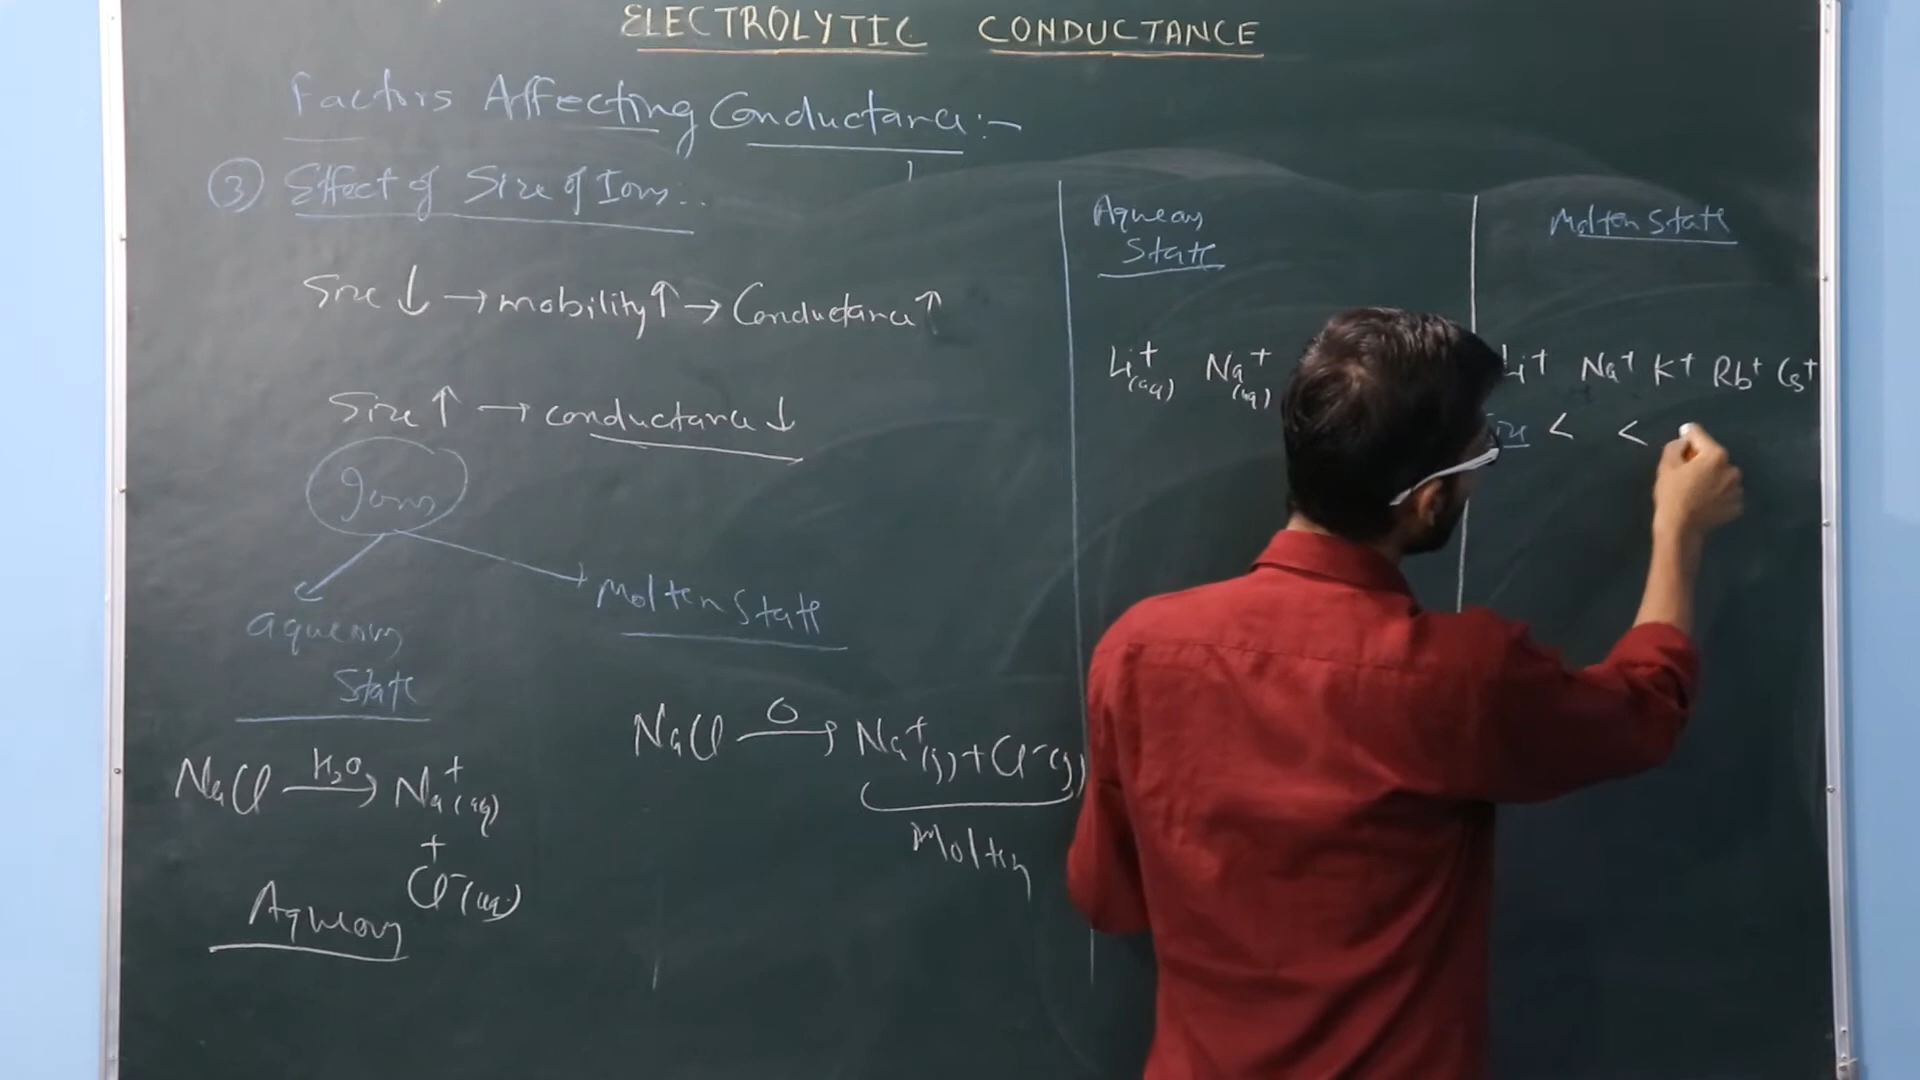 ELECTROLYTIC CONDUCTANCE
Factors Affecting Conductance:-
③ Effect of Size of Ions..
Size ↓ → mobility ↑ → Conductance ↑
Size ↑ → conductance ↓
Ions
aqueous
State
Molten State
NaCl H₂O → Na⁺(aq)
+
Cl⁻(aq)
Aqueous
NaCl Δ → Na⁺(g) + Cl⁻(g)
Molten
Aqueous
State
Li⁺(aq) Na⁺(aq)
Molten State
Li⁺ Na⁺ K⁺ Rb⁺ Cs⁺
Size < <